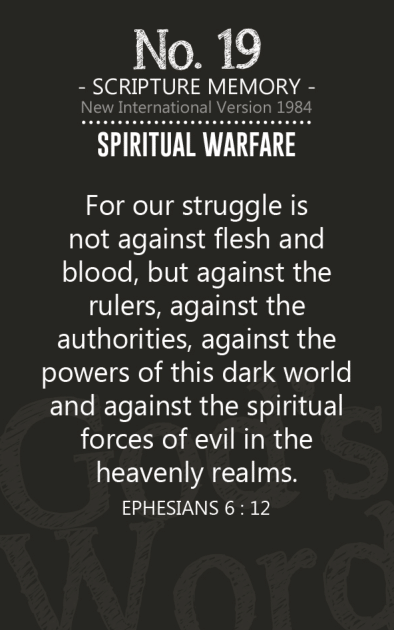 No. 19
- SCRIPTURE MEMORY -
New International Version 1984
SPIRITUAL WARFARE
For our struggle is
not against flesh and
blood, but against the
rulers, against the
authorities, against the
powers of this dark world
and against the spiritual
forces of evil in the
heavenly realms.
EPHESIANS 6 : 12
God's
Word